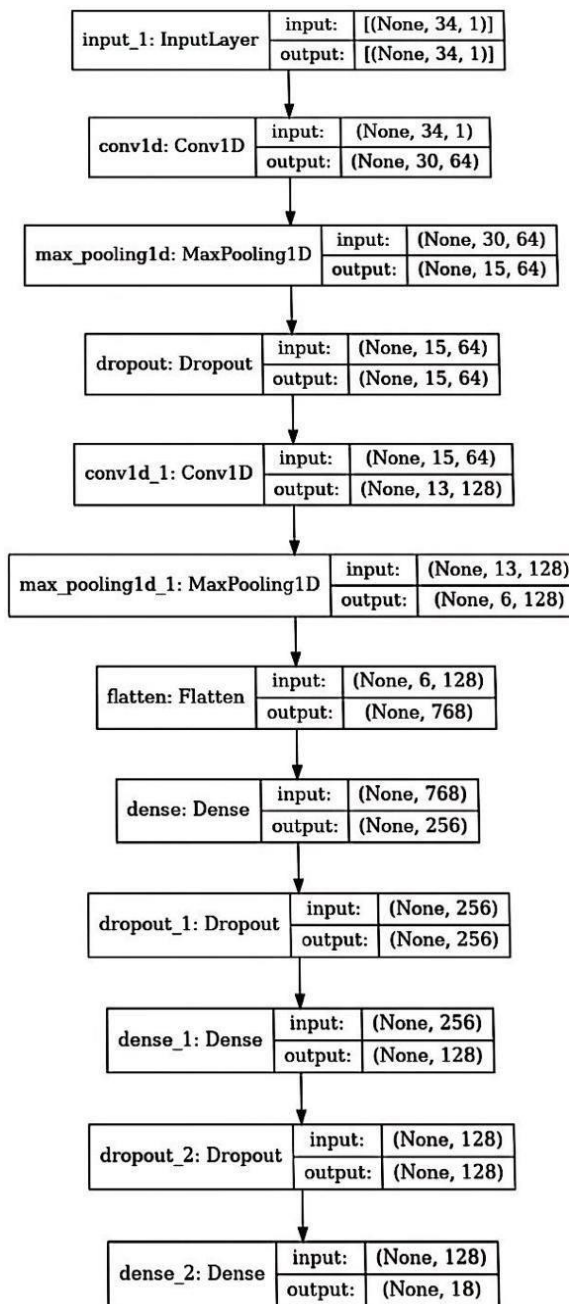 input_1: InputLayer
input: [(None, 34, 1)]
output: [(None, 34, 1)]
conv1d: Conv1D
input: (None, 34, 1)
output: (None, 30, 64)
max_pooling1d: MaxPooling1D
input: (None, 30, 64)
output: (None, 15, 64)
dropout: Dropout
input: (None, 15, 64)
output: (None, 15, 64)
conv1d_1: Conv1D
input: (None, 15, 64)
output: (None, 13, 128)
max_pooling1d_1: MaxPooling1D
input: (None, 13, 128)
output: (None, 6, 128)
flatten: Flatten
input: (None, 6, 128)
output: (None, 768)
dense: Dense
input: (None, 768)
output: (None, 256)
dropout_1: Dropout
input: (None, 256)
output: (None, 256)
dense_1: Dense
input: (None, 256)
output: (None, 128)
dropout_2: Dropout
input: (None, 128)
output: (None, 128)
dense_2: Dense
input: (None, 128)
output: (None, 18)